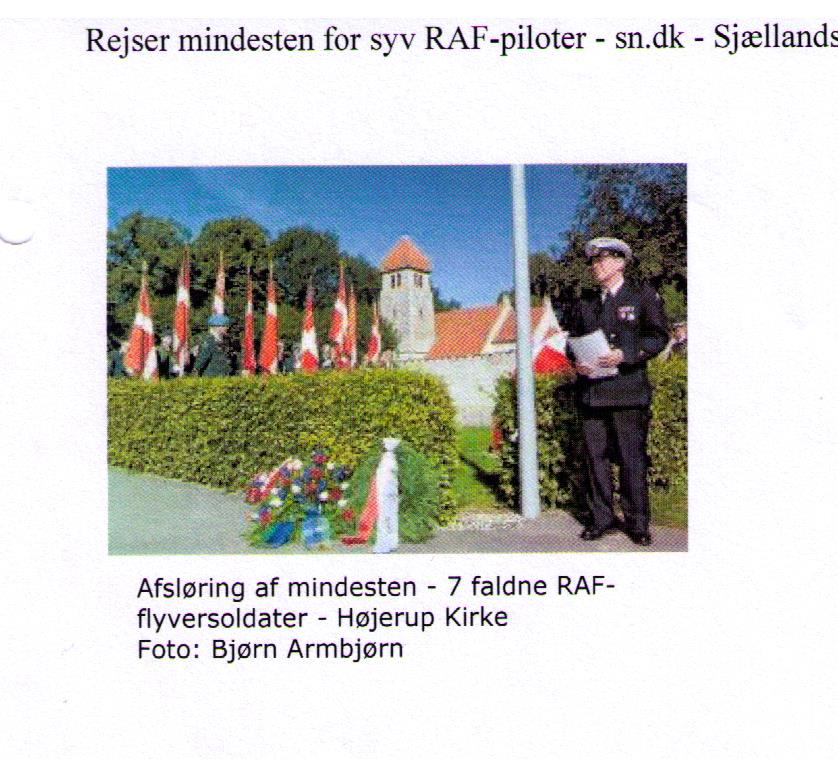 Rejser mindesten for syv RAF-piloter - sn.dk - Sjællands
Afsløring af mindesten - 7 faldne RAF-
flyversoldater - Højerup Kirke
Foto: Bjørn Armbjørn